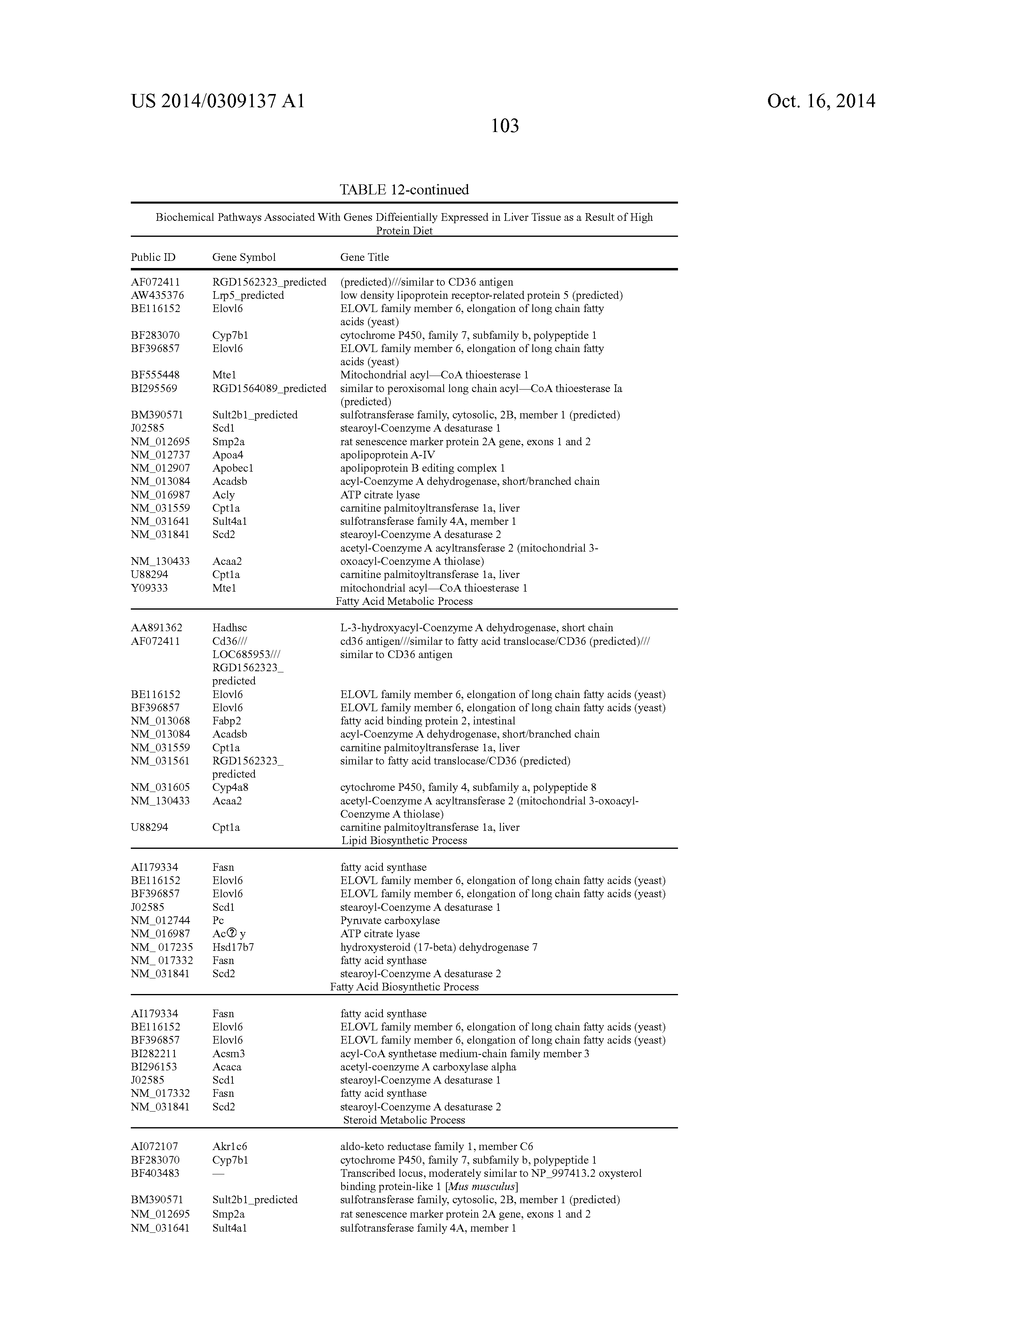 US 2014/0309137 A1 Oct. 16, 2014
103
TABLE 12-continued
Biochemical Pathways Associated With Genes Diffeientially Expressed in Liver Tissue as a Result of High
Protein Diet
Public ID Gene Symbol Gene Title
AF072411 RGD1562323_predicted (predicted)///similar to CD36 antigen
AW435376 Lrp5_predicted low density lipoprotein receptor-related protein 5 (predicted)
BE116152 Elovl6 ELOVL family member 6, elongation of long chain fatty
acids (yeast)
BF283070 Cyp7b1 cytochrome P450, family 7, subfamily b, polypeptide 1
BF396857 Elovl6 ELOVL family member 6, elongation of long chain fatty
acids (yeast)
BF555448 Mte1 Mitochondrial acyl—CoA thioesterase 1
BI295569 RGD1564089_predicted similar to peroxisomal long chain acyl—CoA thioesterase Ia
(predicted)
BM390571 Sult2b1_predicted sulfotransferase family, cytosolic, 2B, member 1 (predicted)
J02585 Scd1 stearoyl-Coenzyme A desaturase 1
NM_012695 Smp2a rat senescence marker protein 2A gene, exons 1 and 2
NM_012737 Apoa4 apolipoprotein A-IV
NM_012907 Apobec1 apolipoprotein B editing complex 1
NM_013084 Acadsb acyl-Coenzyme A dehydrogenase, short/branched chain
NM_016987 Acly ATP citrate lyase
NM_031559 Cpt1a carnitine palmitoyltransferase 1a, liver
NM_031641 Sult4a1 sulfotransferase family 4A, member 1
NM_031841 Scd2 stearoyl-Coenzyme A desaturase 2
acetyl-Coenzyme A acyltransferase 2 (mitochondrial 3-
NM_130433 Acaa2 oxoacyl-Coenzyme A thiolase)
U88294 Cpt1a carnitine palmitoyltransferase 1a, liver
Y09333 Mte1 mitochondrial acyl—CoA thioesterase 1
Fatty Acid Metabolic Process
AA891362 Hadhsc L-3-hydroxyacyl-Coenzyme A dehydrogenase, short chain
AF072411 Cd36/// cd36 antigen///similar to fatty acid translocase/CD36 (predicted)///
LOC685953/// similar to CD36 antigen
RGD1562323_
predicted
BE116152 Elovl6 ELOVL family member 6, elongation of long chain fatty acids (yeast)
BF396857 Elovl6 ELOVL family member 6, elongation of long chain fatty acids (yeast)
NM_013068 Fabp2 fatty acid binding protein 2, intestinal
NM_013084 Acadsb acyl-Coenzyme A dehydrogenase, short/branched chain
NM_031559 Cpt1a carnitine palmitoyltransferase 1a, liver
NM_031561 RGD1562323_ similar to fatty acid translocase/CD36 (predicted)
predicted
NM_031605 Cyp4a8 cytochrome P450, family 4, subfamily a, polypeptide 8
NM_130433 Acaa2 acetyl-Coenzyme A acyltransferase 2 (mitochondrial 3-oxoacyl-
Coenzyme A thiolase)
U88294 Cpt1a carnitine palmitoyltransferase 1a, liver
Lipid Biosynthetic Process
AI179334 Fasn fatty acid synthase
BE116152 Elovl6 ELOVL family member 6, elongation of long chain fatty acids (yeast)
BF396857 Elovl6 ELOVL family member 6, elongation of long chain fatty acids (yeast)
J02585 Scd1 stearoyl-Coenzyme A desaturase 1
NM_012744 Pc Pyruvate carboxylase
NM_016987 Ac⍰ y ATP citrate lyase
NM_ 017235 Hsd17b7 hydroxysteroid (17-beta) dehydrogenase 7
NM_ 017332 Fasn fatty acid synthase
NM_031841 Scd2 stearoyl-Coenzyme A desaturase 2
Fatty Acid Biosynthetic Process
AI179334 Fasn fatty acid synthase
BE116152 Elovl6 ELOVL family member 6, elongation of long chain fatty acids (yeast)
BF396857 Elovl6 ELOVL family member 6, elongation of long chain fatty acids (yeast)
BI282211 Acsm3 acyl-CoA synthetase medium-chain family member 3
BI296153 Acaca acetyl-coenzyme A carboxylase alpha
J02585 Scd1 stearoyl-Coenzyme A desaturase 1
NM_017332 Fasn fatty acid synthase
NM_031841 Scd2 stearoyl-Coenzyme A desaturase 2
Steroid Metabolic Process
AI072107 Akr1c6 aldo-keto reductase family 1, member C6
BF283070 Cyp7b1 cytochrome P450, family 7, subfamily b, polypeptide 1
BF403483 — Transcribed locus, moderately similar to NP_997413.2 oxysterol
binding protein-like 1 [Mus musculus]
BM390571 Sult2b1_predicted sulfotransferase family, cytosolic, 2B, member 1 (predicted)
NM_012695 Smp2a rat senescence marker protein 2A gene, exons 1 and 2
NM_031641 Sult4a1 sulfotransferase family 4A, member 1